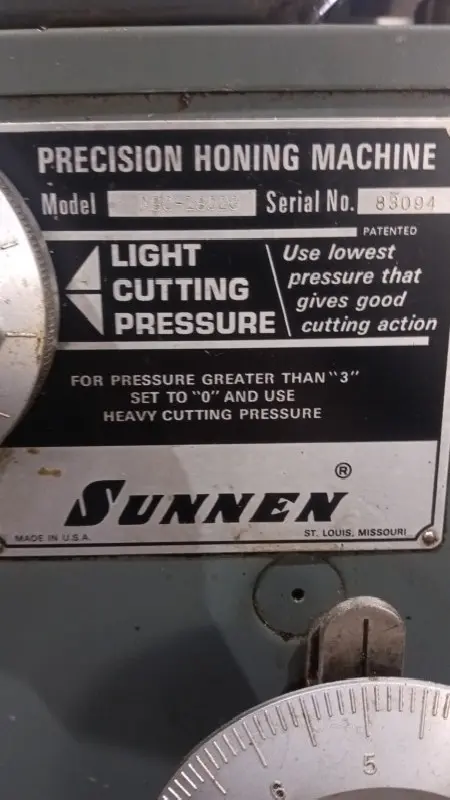 PRECISION HONING MACHINE
Model Serial No. 83094
PATENTED
LIGHT
CUTTING
PRESSURE
Use lowest
pressure that
gives good
cutting action
FOR PRESSURE GREATER THAN "3"
SET TO "0" AND USE
HEAVY CUTTING PRESSURE
SUNNEN®
MADE IN U.S.A. ST. LOUIS, MISSOURI
6 5